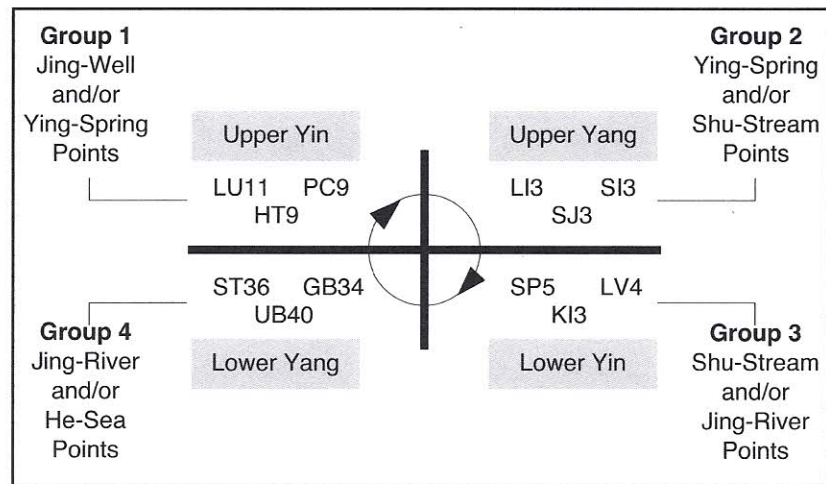 Group 1
Jing-Well
and/or
Ying-Spring
Points
Upper Yin
LU11 PC9
HT9
Group 2
Ying-Spring
and/or
Shu-Stream
Points
Upper Yang
LI3 SI3
SJ3
ST36 GB34
UB40
Lower Yang
Group 4
Jing-River
and/or
He-Sea
Points
SP5 LV4
KI3
Lower Yin
Group 3
Shu-Stream
and/or
Jing-River
Points